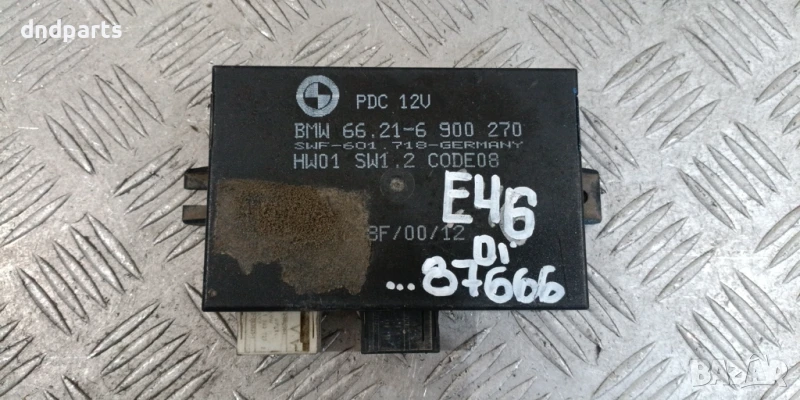 dndparts
PDC 12V
BMW 66.21-6 900 270
SWF-601.718-GERMANY
HW01 SW1.2 CODE08
8F/00/12
E46
DI
...87666
BAZAR